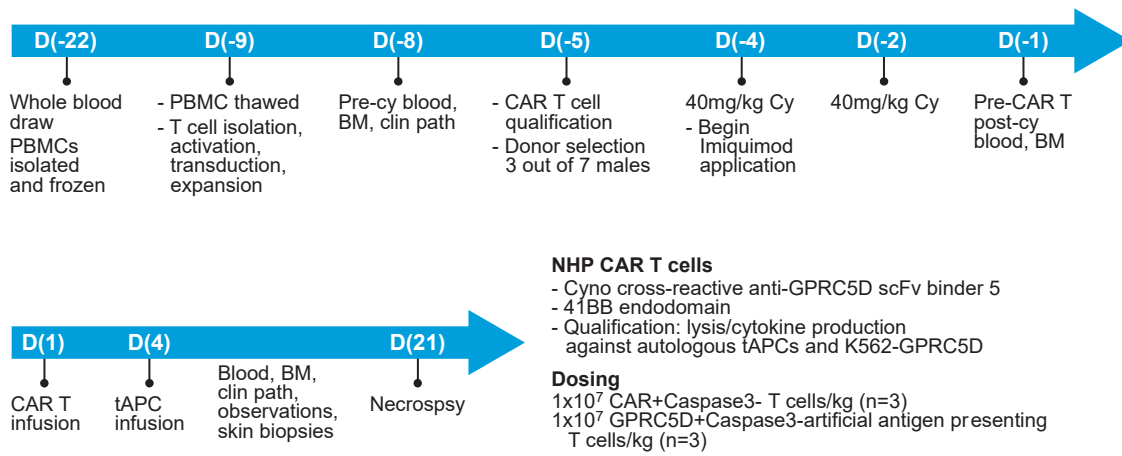 D(-22) D(-9) D(-8) D(-5) D(-4) D(-2) D(-1)
Whole blood
draw
PBMCs
isolated
and frozen
- PBMC thawed
- T cell isolation,
activation,
transduction,
expansion
Pre-cy blood,
BM, clin path
- CAR T cell
qualification
- Donor selection
3 out of 7 males
40mg/kg Cy
- Begin
Imiquimod
application
40mg/kg Cy
Pre-CAR T
post-cy
blood, BM
D(1) D(4) D(21)
CAR T
infusion
tAPC
infusion
Blood, BM,
clin path,
observations,
skin biopsies
Necrospsy
NHP CAR T cells
- Cyno cross-reactive anti-GPRC5D scFv binder 5
- 41BB endodomain
- Qualification: lysis/cytokine production
against autologous tAPCs and K562-GPRC5D
Dosing
1x10⁷ CAR+Caspase3- T cells/kg (n=3)
1x10⁷ GPRC5D+Caspase3-artificial antigen presenting
T cells/kg (n=3)